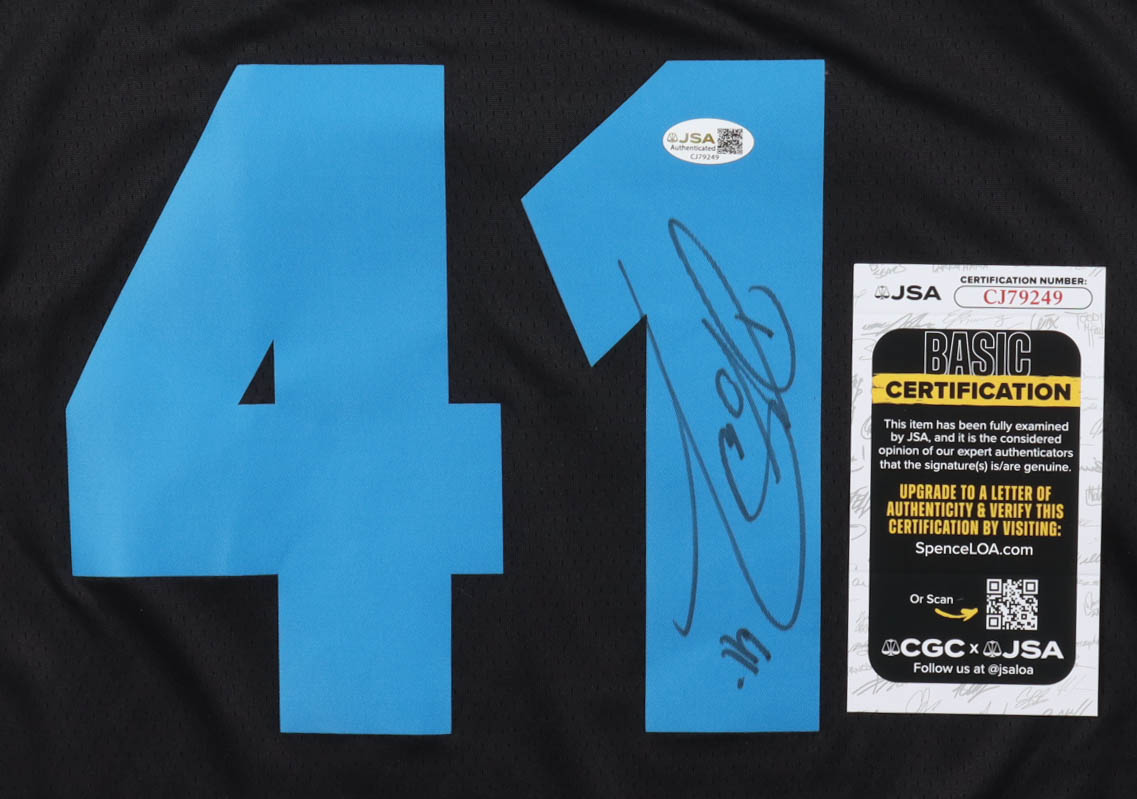 41
JSA
Authenticated
CJ79249
41
JSA
CERTIFICATION NUMBER:
CJ79249
BASIC
CERTIFICATION
This item has been fully examined
by JSA, and it is the considered
opinion of our expert authenticators
that the signature(s) is/are genuine.
UPGRADE TO A LETTER OF
AUTHENTICITY & VERIFY THIS
CERTIFICATION BY VISITING:
SpenceLOA.com
Or Scan
CGC x JSA
Follow us at @jsaloa